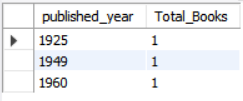 published_year Total_Books
1925 1
1949 1
1960 1